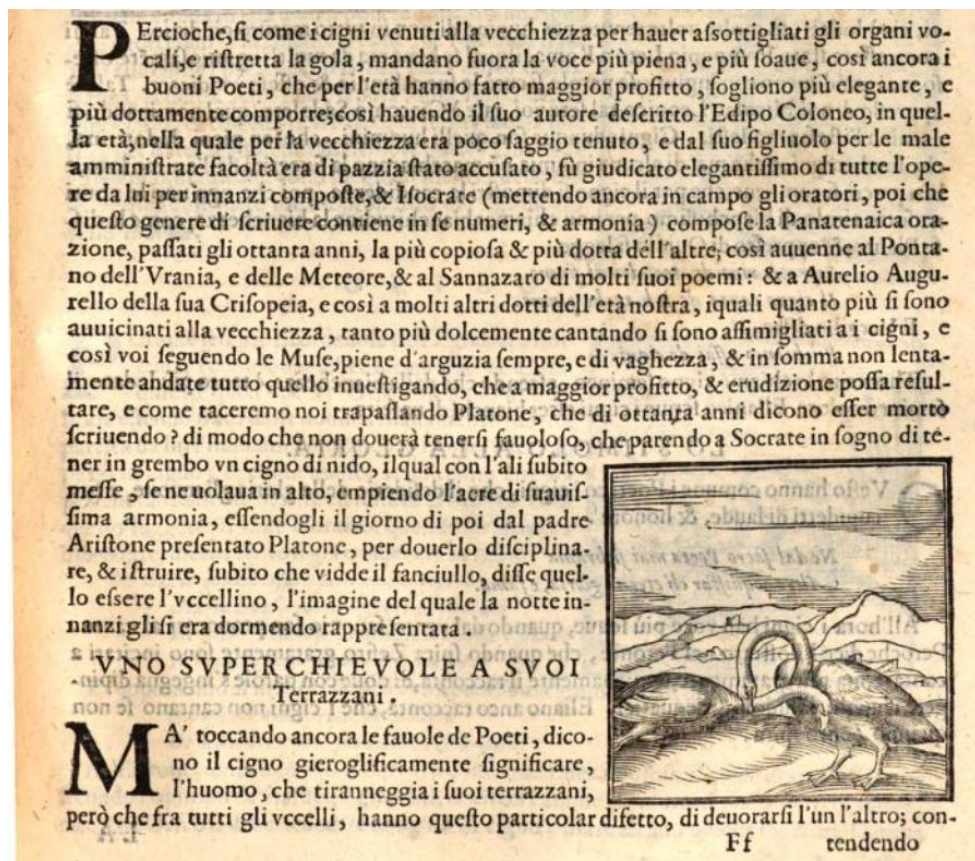 PErcioche, si come i cigni venuti alla vecchiezza per hauer assottigliati gli organi vo-
cali, e ristretta la gola, mandano fuora la voce più piena, e più soaue, così ancora i
buoni Poeti, che per l'età hanno fatto maggior profitto, sogliono più elegante, e
più dottamente comporre; così hauendo il suo autore descritto l'Edipo Coloneo, in quel-
la età, nella quale per la vecchiezza era poco saggio tenuto, e dal suo figliuolo per le male
amministrate facoltà era di pazzia stato accusato, fù giudicato elegantissimo di tutte l'ope-
re da lui per innanzi composte, & Isocrate (mettendo ancora in campo gli oratori, poi che
questo genere di scriuere contiene in se numeri, & armonia) compose la Panatenaica ora-
zione, passati gli ottanta anni, la più copiosa & più dotta dell'altre; così auuenne al Ponta-
no dell'Vrania, e delle Meteore, & al Sannazaro di molti suoi poemi: & a Aurelio Augu-
rello della sua Crisopeia, e così a molti altri dotti dell'età nostra, iquali quanto più si sono
auuicinati alla vecchiezza, tanto più dolcemente cantando si sono assimigliati a i cigni, e
così voi seguendo le Muse, piene d'arguzia sempre, e di vaghezza, & in somma non lenta-
mente andate tutto quello inuestigando, che a maggior profitto, & erudizione possa resul-
tare, e come taceremo noi trapassando Platone, che di ottanta anni dicono esser morto
scriuendo? di modo che non douerà tenersi fauoloso, che parendo a Socrate in sogno di te-
ner in grembo vn cigno di nido, ilqual con l'ali subito
messe, se ne uolaua in alto, empiendo l'aere di suauis-
sima armonia, essendogli il giorno di poi dal padre
Aristone presentato Platone, per douerlo disciplina-
re, & istruire, subito che vidde il fanciullo, disse quel-
lo essere l'vccellino, l'imagine del quale la notte in-
nanzi gli si era dormendo rappresentata.
VNO SVPERCHIEVOLE A SVOI
Terrazzani.
MA' toccando ancora le fauole de Poeti, dico-
no il cigno gieroglificamente significare,
l'huomo, che tiranneggia i suoi terrazzani,
però che fra tutti gli vccelli, hanno questo particolar difetto, di deuorarsi l'un l'altro; con-
Ff tendendo